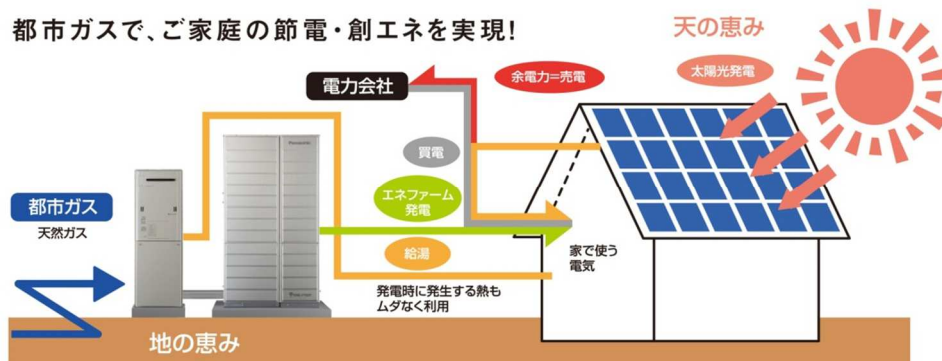 都市ガスで、ご家庭の節電・創エネを実現!
天の恵み
太陽光発電
余電力=売電
電力会社
買電
エネファーム
発電
都市ガス
天然ガス
給湯
家で使う
電気
発電時に発生する熱も
ムダなく利用
地の恵み
Panasonic